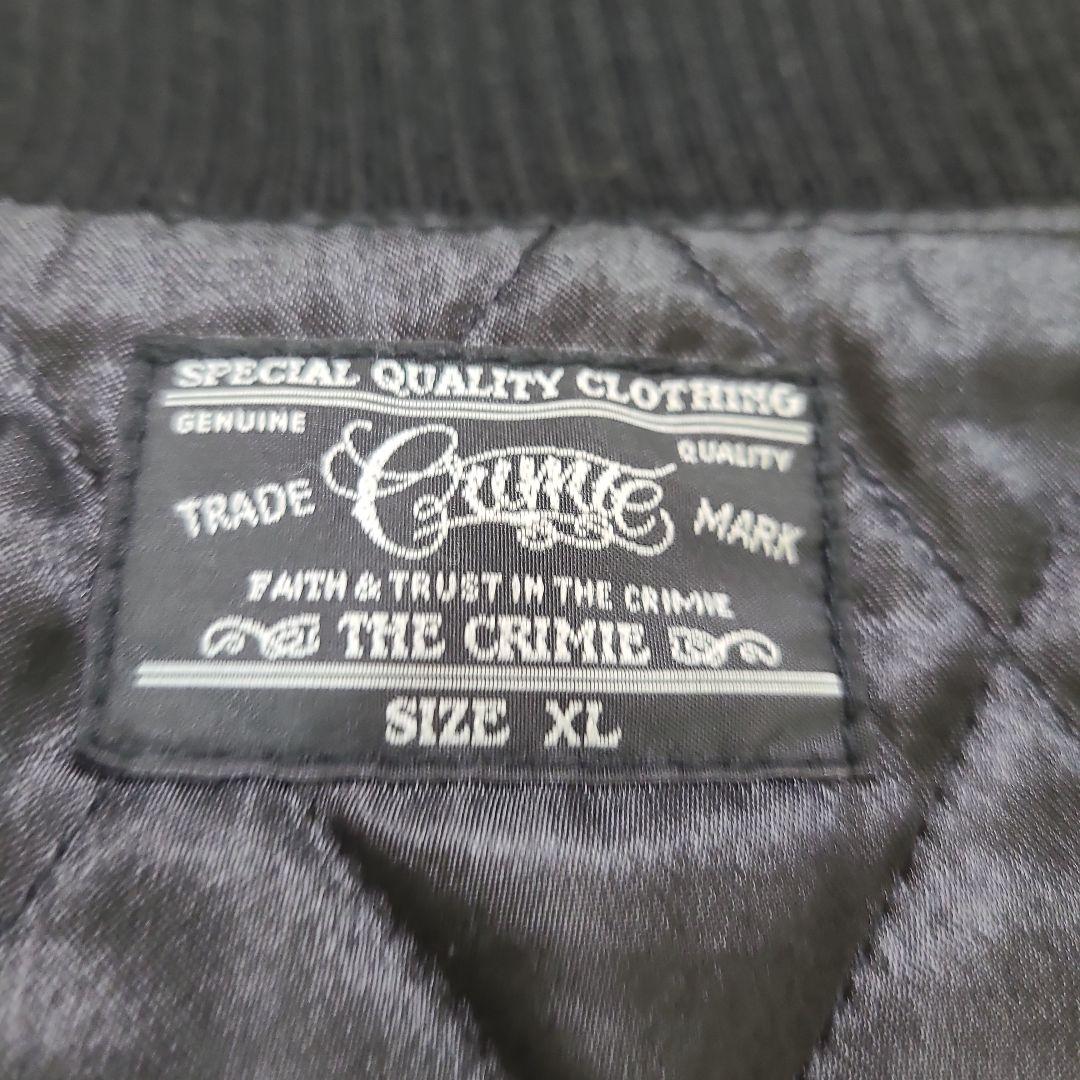 SPECIAL QUALITY CLOTHING
GENUINE QUALITY
TRADE Crimie MARK
FAITH & TRUST IN THE CRIMIE
THE CRIMIE
SIZE XL